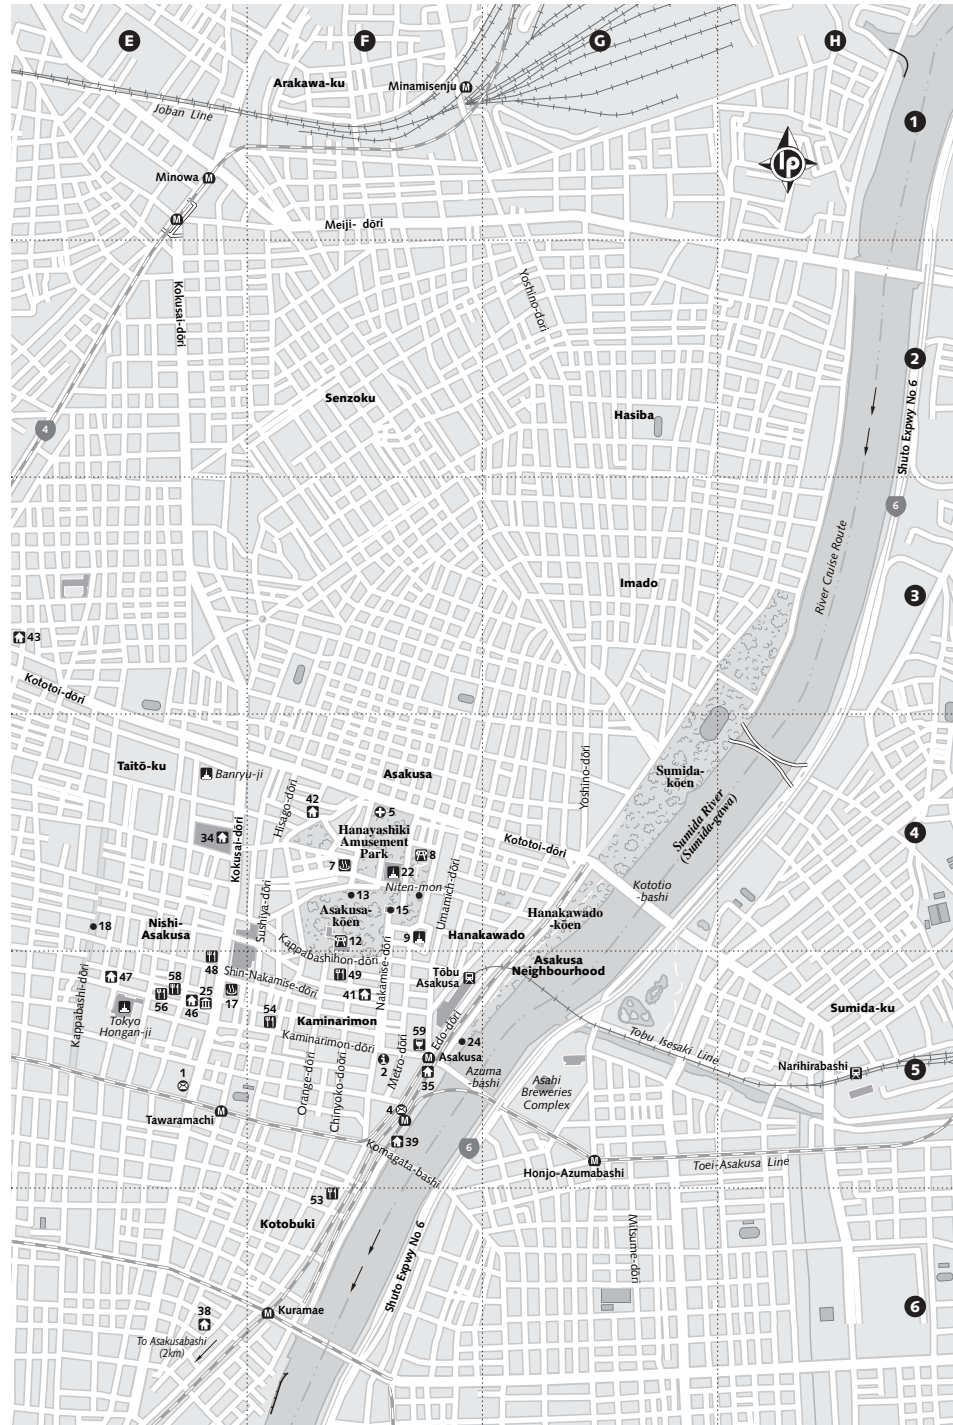 E
F
G
H
Arakawa-ku
Minamisenju
M
Joban Line
1
lp
Minowa
M
M
Meiji- dōri
Kokusai-dōri
Yoshino-dori
2
Senzoku
Hasiba
4
Shuto Expwy No 6
6
River Cruise Route
Imado
3
43
Kototoi-dōri
Taitō-ku
Banryu-ji
Asakusa
Yoshino-dōri
Sumida-
kōen
Hisago-dōri
42
5
Hanayashiki
Amusement
Park
Sumida River
(Sumida-gawa)
4
34
Kokusai-dōri
Kototoi-dōri
7
8
22
Niten-mon
Umamich-dōri
Kototio
-bashi
13
Sushiya-dōri
Asakusa-
kōen
15
Hanakawado
-kōen
18
Nishi-
Asakusa
12
9
Hanakawado
Kappabashihon-dōri
48
Asakusa
Neighbourhood
Kappabashi-dōri
47
58
Shin-Nakamise-dōri
49
Nakamise-dōri
Tōbu
Asakusa
56
25
46
17
41
Tokyo
Hongan-ji
54
Kaminarimon
Sumida-ku
Kaminarimon-dōri
59
Edo-dōri
24
Tobu Isesaki Line
1
Orange-dōri
Chinyoko-doōri
2
Metro-dōri
M
Asakusa
35
Azuma
-bashi
Asahi
Breweries
Complex
Narihirabashi
5
Tawaramachi
M
4
M
39
Komagata-bashi
6
M
Honjo-Azumabashi
Toei-Asakusa Line
53
Kotobuki
Mitsume-dōri
Shuto Expwy No 6
38
M
Kuramae
6
To Asakusabashi
(2km)